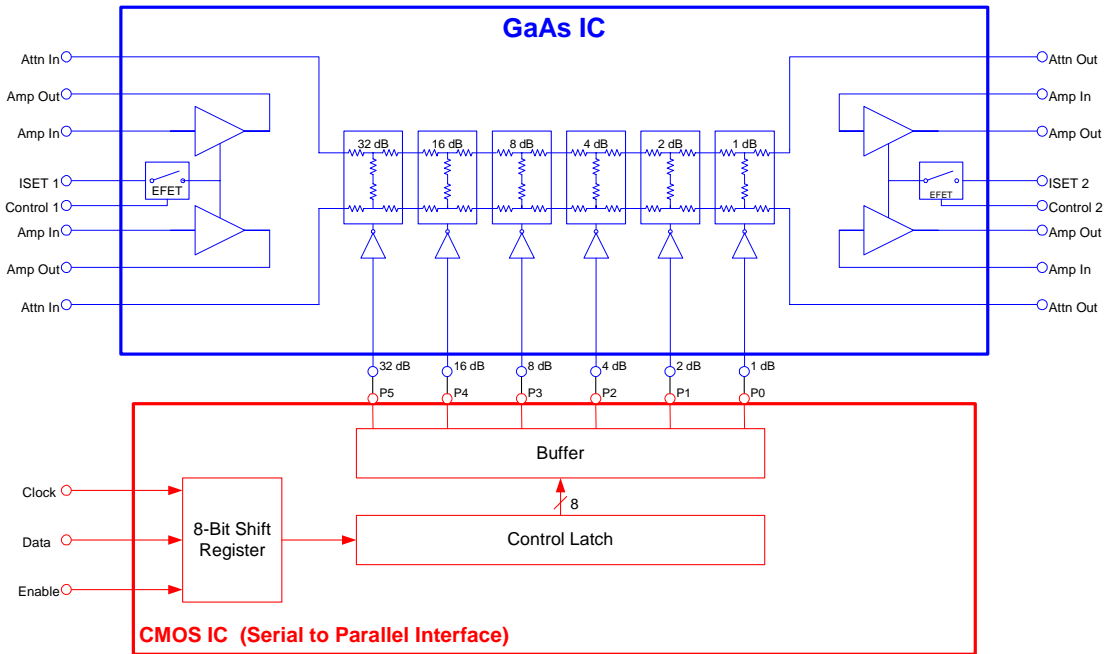 GaAs IC
Attn In
Attn Out
Amp Out
Amp In
Amp In
Amp Out
32 dB
16 dB
8 dB
4 dB
2 dB
1 dB
ISET 1
EFET
EFET
ISET 2
Control 1
Control 2
Amp In
Amp Out
Amp Out
Amp In
Attn In
Attn Out
32 dB
16 dB
8 dB
4 dB
2 dB
1 dB
P5
P4
P3
P2
P1
P0
Buffer
Clock
8
8-Bit Shift
Register
Data
Control Latch
Enable
CMOS IC (Serial to Parallel Interface)